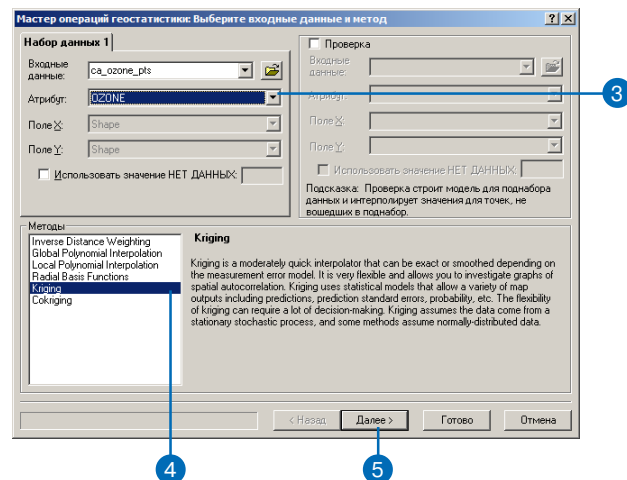 Мастер операций геостатистики: Выберите входные данные и метод
Набор данных 1
Входные данные:
ca_ozone_pts
Атрибут:
OZONE
Поле X:
Shape
Поле Y:
Shape
Использовать значение НЕТ ДАННЫХ:
Проверка
Входные данные:
Атрибут:
Поле X:
Поле Y:
Использовать значение НЕТ ДАННЫХ:
Подсказка: Проверка строит модель для поднабора
данных и интерполирует значения для точек, не
вошедших в поднабор.
3
Методы
Inverse Distance Weighting
Global Polynomial Interpolation
Local Polynomial Interpolation
Radial Basis Functions
Kriging
Cokriging
Kriging
Kriging is a moderately quick interpolator that can be exact or smoothed depending on
the measurement error model. It is very flexible and allows you to investigate graphs of
spatial autocorrelation. Kriging uses statistical models that allow a variety of map
outputs including predictions, prediction standard errors, probability, etc. The flexibility
of kriging can require a lot of decision-making. Kriging assumes the data come from a
stationary stochastic process, and some methods assume normally-distributed data.
< Назад
Далее >
Готово
Отмена
4
5